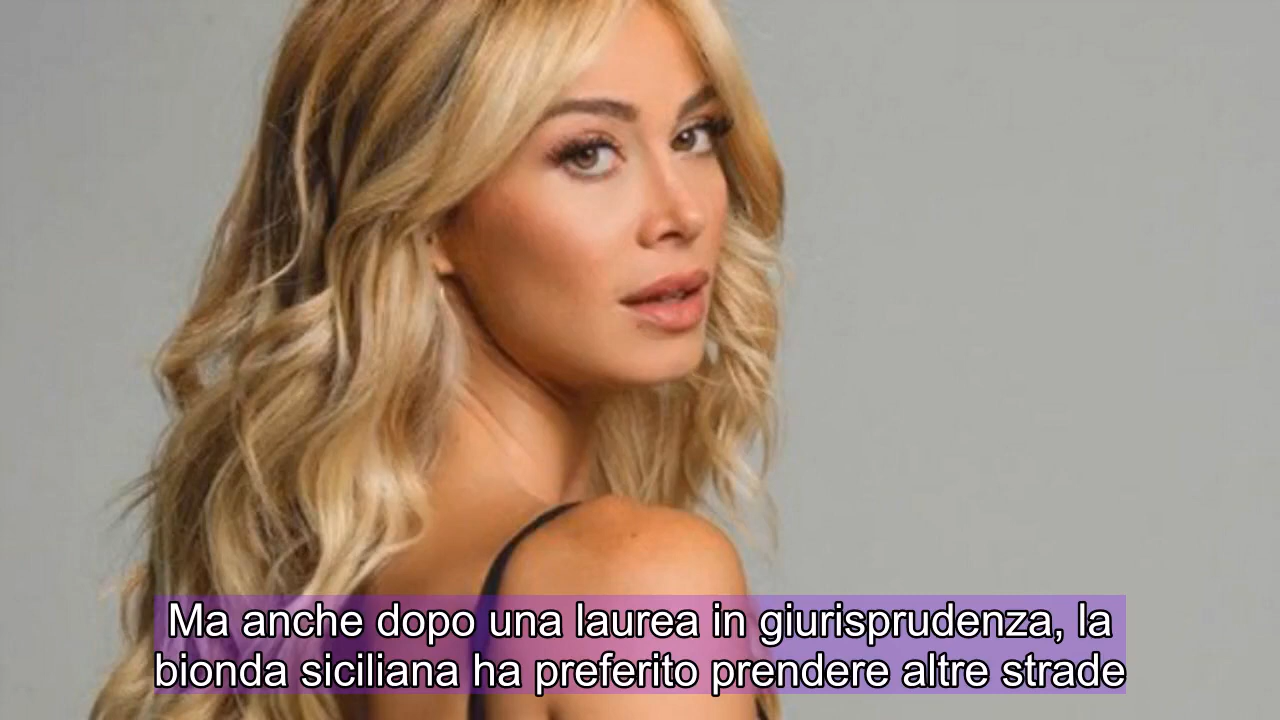 Ma anche dopo una laurea in giurisprudenza, la
bionda siciliana ha preferito prendere altre strade